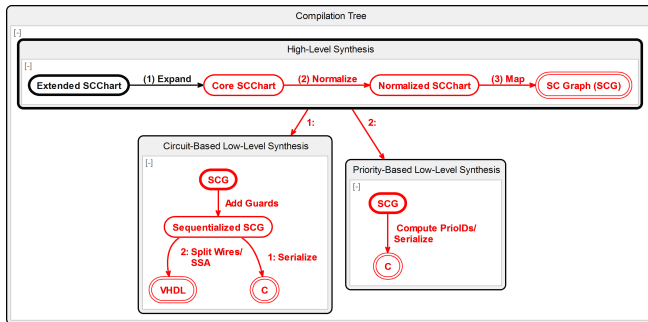 Compilation Tree
[-]
High-Level Synthesis
[-]
Extended SCChart
(1) Expand
Core SCChart
(2) Normalize
Normalized SCChart
(3) Map
SC Graph (SCG)
1:
2:
Circuit-Based Low-Level Synthesis
[-]
SCG
Add Guards
Sequentialized SCG
2: Split Wires/
SSA
1: Serialize
VHDL
C
Priority-Based Low-Level Synthesis
[-]
SCG
Compute PrioIDs/
Serialize
C